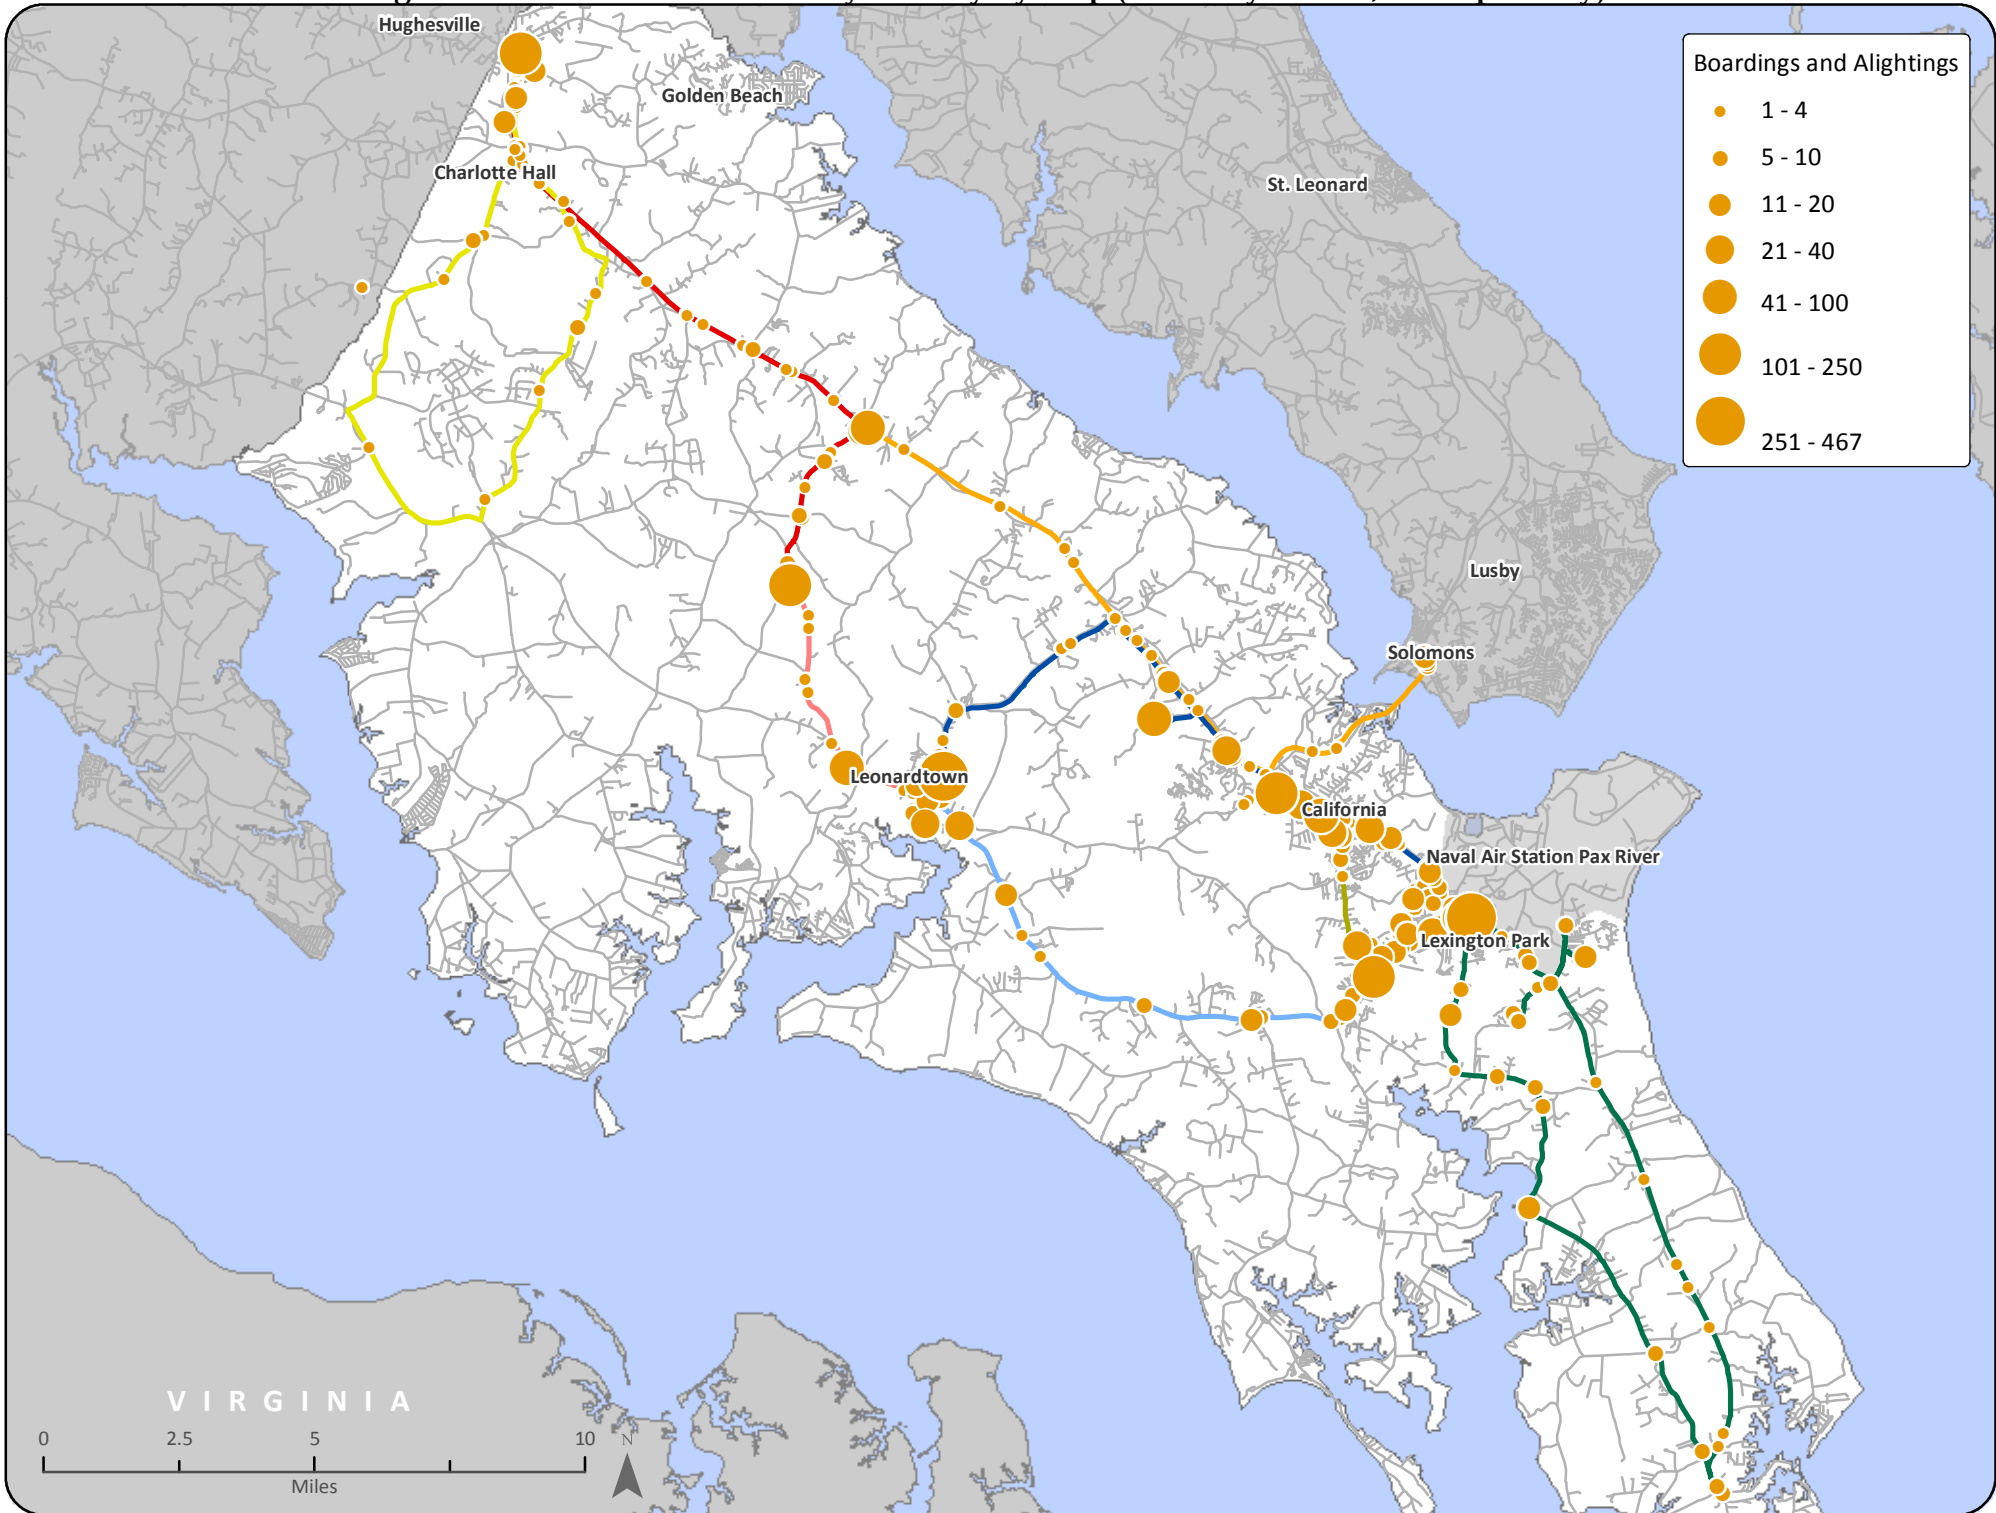 Hughesville
Golden Beach
Charlotte Hall
St. Leonard
Lusby
Solomons
Leonardtown
California
Naval Air Station Pax River
Lexington Park
Boardings and Alightings
1 - 4
5 - 10
11 - 20
21 - 40
41 - 100
101 - 250
251 - 467
VIRGINIA
0 2.5 5 10 N
Miles